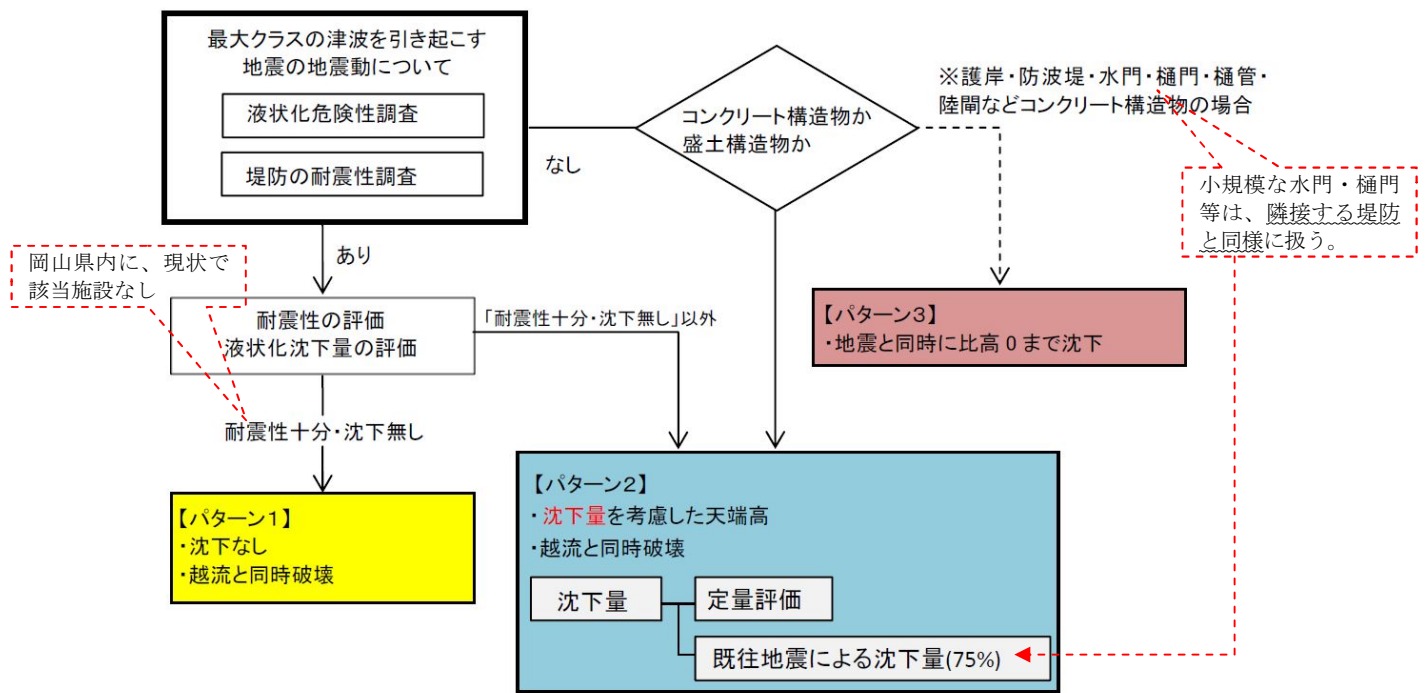 最大クラスの津波を引き起こす
地震の地震動について
液状化危険性調査
堤防の耐震性調査
なし
コンクリート構造物か
盛土構造物か
※護岸・防波堤・水門・樋門・樋管・
陸閘などコンクリート構造物の場合
小規模な水門・樋門
等は、隣接する堤防
と同様に扱う。
あり
岡山県内に、現状で
該当施設なし
耐震性の評価
液状化沈下量の評価
「耐震性十分・沈下無し」以外
【パターン3】
・地震と同時に比高０まで沈下
耐震性十分・沈下無し
【パターン1】
・沈下なし
・越流と同時破壊
【パターン2】
・沈下量を考慮した天端高
・越流と同時破壊
沈下量
定量評価
既往地震による沈下量(75%)